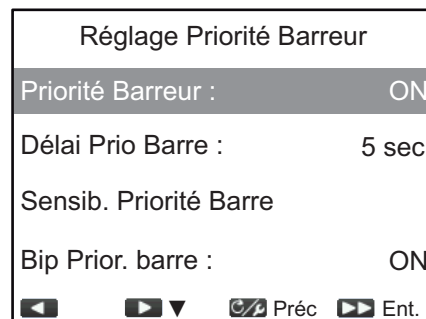 Réglage Priorité Barreur
Priorité Barreur : ON
Délai Prio Barre : 5 sec
Sensib. Priorité Barre
Bip Prior. barre : ON
Préc Ent.